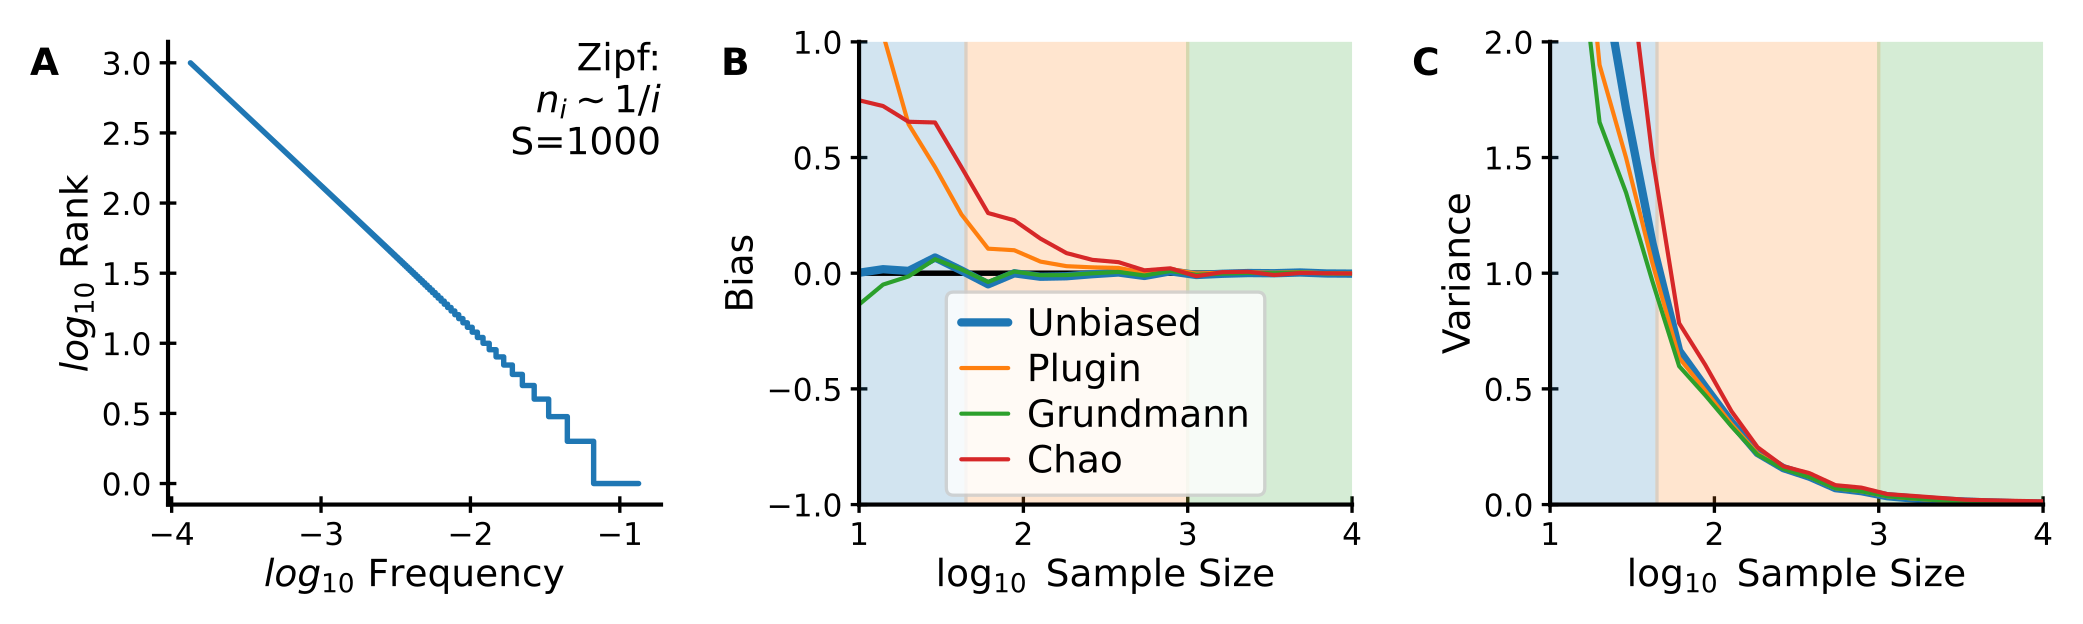 A
3.0
2.5
2.0
1.5
1.0
0.5
0.0
log₁₀ Rank
Zipf:
nᵢ ~ 1/i
S=1000
−4
−3
−2
−1
log₁₀ Frequency
B
1.0
0.5
0.0
−0.5
−1.0
Bias
Unbiased
Plugin
Grundmann
Chao
1
2
3
4
log₁₀ Sample Size
C
2.0
1.5
1.0
0.5
0.0
Variance
1
2
3
4
log₁₀ Sample Size